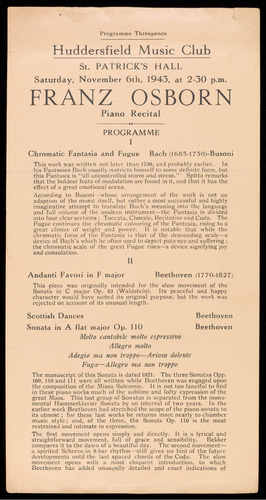 Programme Threepence
Huddersfield Music Club
St. PATRICK'S HALL
Saturday, November 6th, 1943, at 2-30 p.m.
FRANZ OSBORN
Piano Recital
PROGRAMME
I
Chromatic Fantasia and Fugue Bach (1685-1750)-Busoni
This work was written not later than 1730, and probably earlier. In
his Fantasies Bach usually restricts himself to some definite form, but
this Fantasia is "all uncontrolled storm and stress." Spitta remarks
that the boldest feats of modulation are found in it, and that it has the
effect of a great emotional scena.
According to Busoni whose arrangement of the work is not an
adaption of the music itself, but rather a most successful and highly
imaginative attempt to translate Bach's meaning into the language
and full volume of the modern instrument—the Fantasia is divided
into four clear sections; Toccata, Chorale, Recitative and Coda. The
Fugue continues the chromatic colouring of the Fantasia, rising to a
great climax of weight and power. It is notable that while the
chromatic form of the Fantasia is that of the descending scale—a
device of Bach's which he often used to depict pain and suffering;
the chromatic scale of the great Fugue rises—a device signifying joy
and consolation.
II
Andanti Favori in F major Beethoven (1770-1827)
This piece was originally intended for the slow movement of the
Sonata in C major Op. 53 (Waldstein). Its peaceful and happy
character would have suited its original purpose, but the work was
rejected on account of its unusual length.
Scottish Dances Beethoven
Sonata in A flat major Op. 110 Beethoven
Molto cantabile molto espressivo
Allegro molto
Adagio ma non troppo—Arioso dolente
Fuga—Allegro ma non troppo
The manuscript of this Sonata is dated 1821. The three Sonatas Opp.
109, 110 and 111 were all written while Beethoven was engaged upon
the composition of the Missa Solennis. It is not too fanciful to find
in these piano works much of the sublime and lofty expression of the
great Mass. This last group of Sonatas is separated from the monu-
mental Hammerklavier Sonata by an interval of two years. In the
earlier work Beethoven had stretched the scope of the piano sonata to
its utmost; for these last works he returns more nearly to chamber
music style; and, of the three, the Sonata Op. 110 is the most
restrained and intimate in expression.
The first movement opens simply and directly. It is a lyrical and
straightforward movement, full of grace and sensibility. Bekker
compares it to the dawn of a beautiful day. The second movement—
a spirited Scherzo in 2-bar rhythm—still gives no hint of the future
developments until the last spaced chords of the Coda. The slow
movement opens with a most eloquent introduction, to which
Beethoven has added unusually detailed and exact indications of